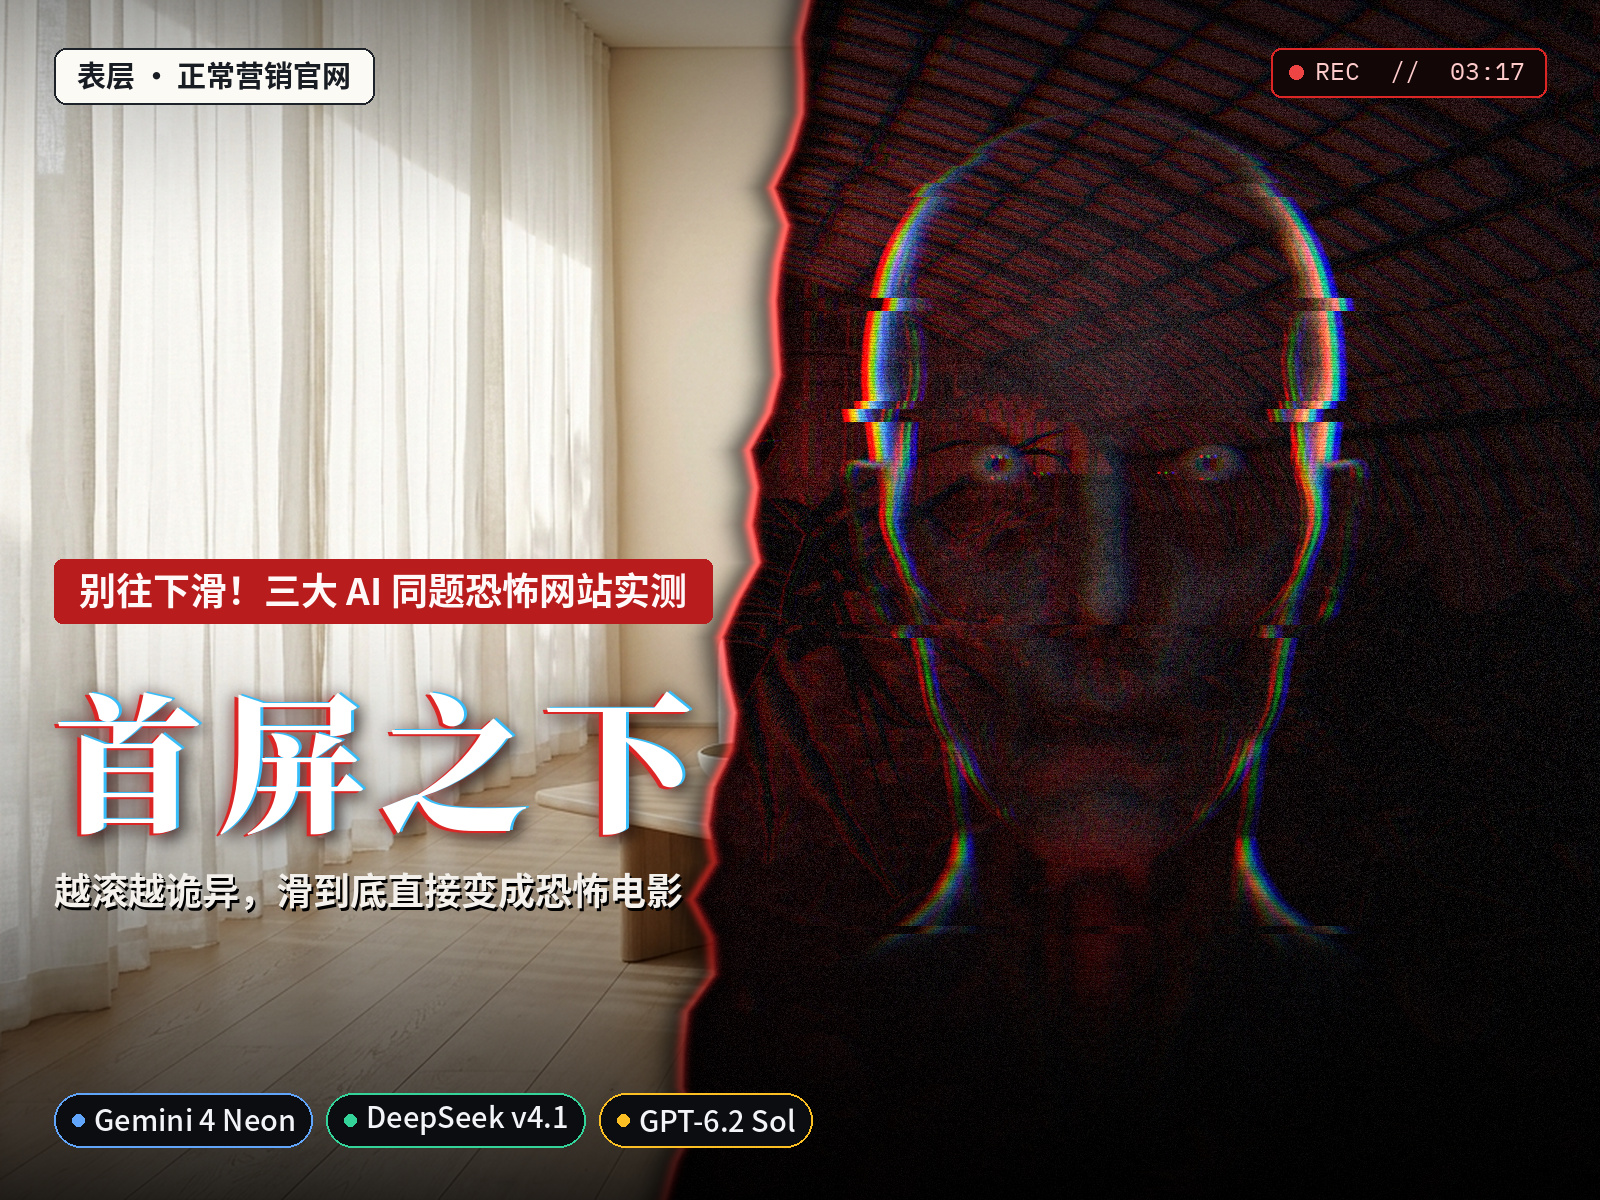 表层 · 正常营销官网
REC // 03:17
别往下滑！三大 AI 同题恐怖网站实测
首屏之下
越滚越诡异，滑到底直接变成恐怖电影
Gemini 4 Neon
DeepSeek v4.1
GPT-6.2 Sol